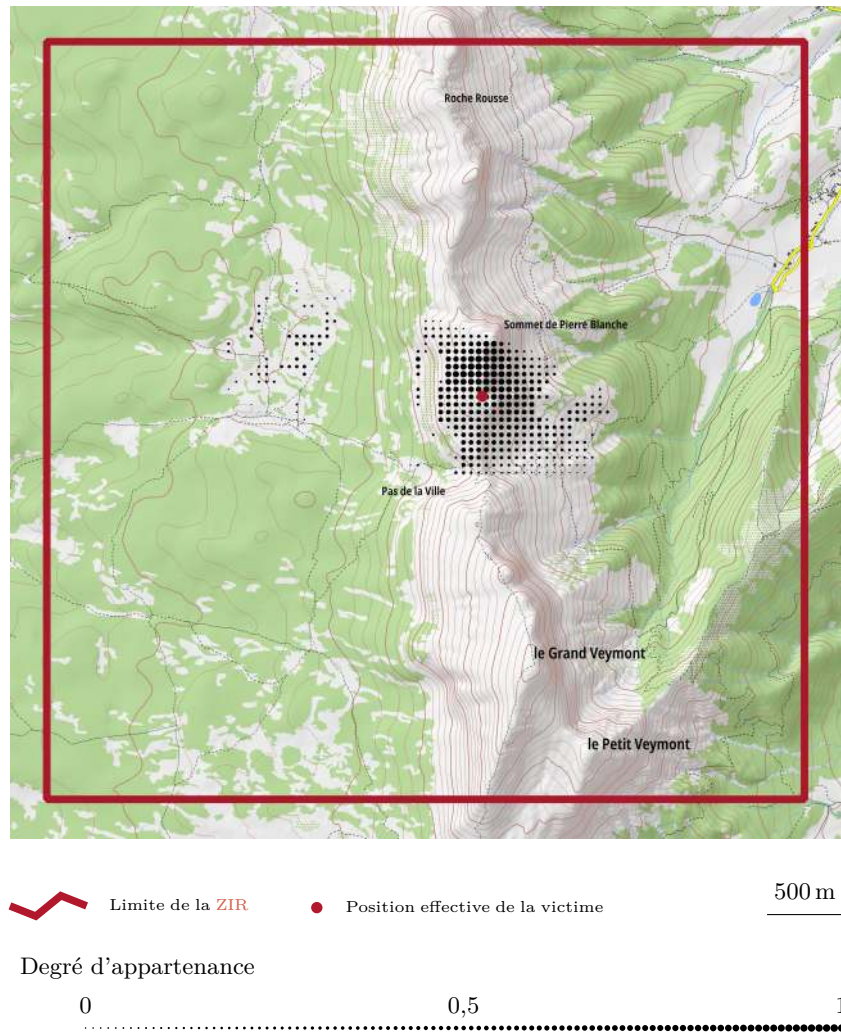 Roche Rousse
Sommet de Pierre Blanche
Pas de la Ville
le Grand Veymont
le Petit Veymont
500 m
Limite de la ZIR
Position effective de la victime
Degré d'appartenance
0 0,5 1